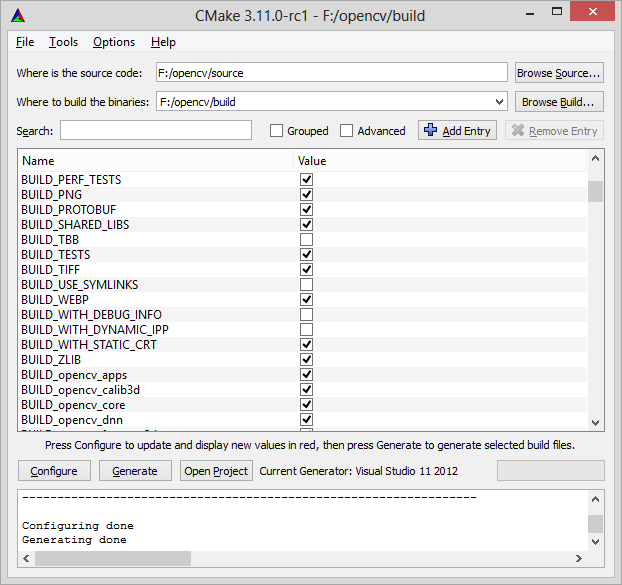 CMake 3.11.0-rc1 - F:/opencv/build
File Tools Options Help
Where is the source code: F:/opencv/source Browse Source...
Where to build the binaries: F:/opencv/build Browse Build...
Search: Grouped Advanced Add Entry Remove Entry
Name Value
BUILD_PERF_TESTS
BUILD_PNG
BUILD_PROTOBUF
BUILD_SHARED_LIBS
BUILD_TBB
BUILD_TESTS
BUILD_TIFF
BUILD_USE_SYMLINKS
BUILD_WEBP
BUILD_WITH_DEBUG_INFO
BUILD_WITH_DYNAMIC_IPP
BUILD_WITH_STATIC_CRT
BUILD_ZLIB
BUILD_opencv_apps
BUILD_opencv_calib3d
BUILD_opencv_core
BUILD_opencv_dnn
Press Configure to update and display new values in red, then press Generate to generate selected build files.
Configure Generate Open Project Current Generator: Visual Studio 11 2012
Configuring done
Generating done